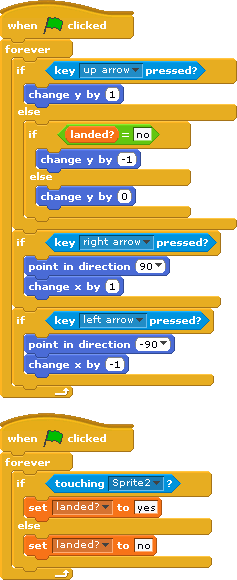 when clicked
forever
if key up arrow pressed?
change y by 1
else
if landed? = no
change y by -1
else
change y by 0
if key right arrow pressed?
point in direction 90
change x by 1
if key left arrow pressed?
point in direction -90
change x by -1
when clicked
forever
if touching Sprite2 ?
set landed? to yes
else
set landed? to no